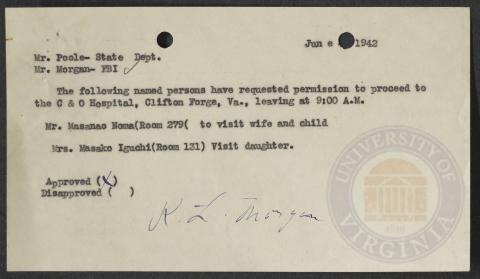 Jun e , 1942
Mr. Poole- State Dept.
Mr. Morgan- FBI
The following named persons have requested permission to proceed to
the C & O Hospital, Clifton Forge, Va., leaving at 9:00 A.M.
Mr. Masanao Noma(Room 279( to visit wife and child
Mrs. Masako Iguchi(Room 131) Visit daughter.
Approved (X)
Disapproved ( )
K. L. Morgan
UNIVERSITY OF VIRGINIA
1819